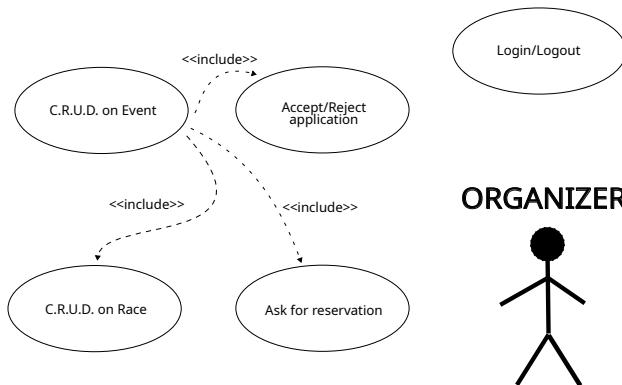 <<include>>
Login/Logout
C.R.U.D. on Event
Accept/Reject
application
ORGANIZER
<<include>>
<<include>>
C.R.U.D. on Race
Ask for reservation